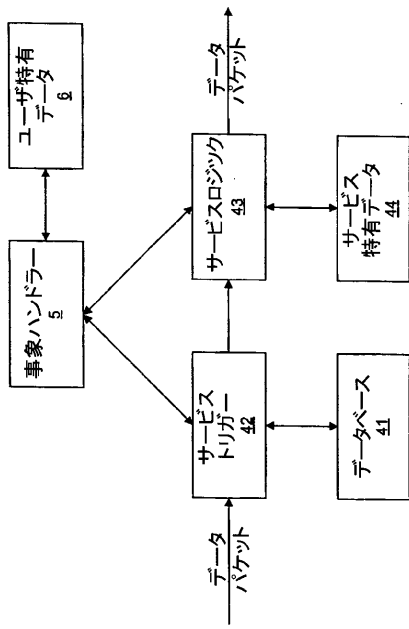 事象ハンドラー
5
ユーザ特有
データ
6
データ
パケット
サービス
トリガー
42
サービスロジック
43
データ
パケット
データベース
41
サービス
特有データ
44